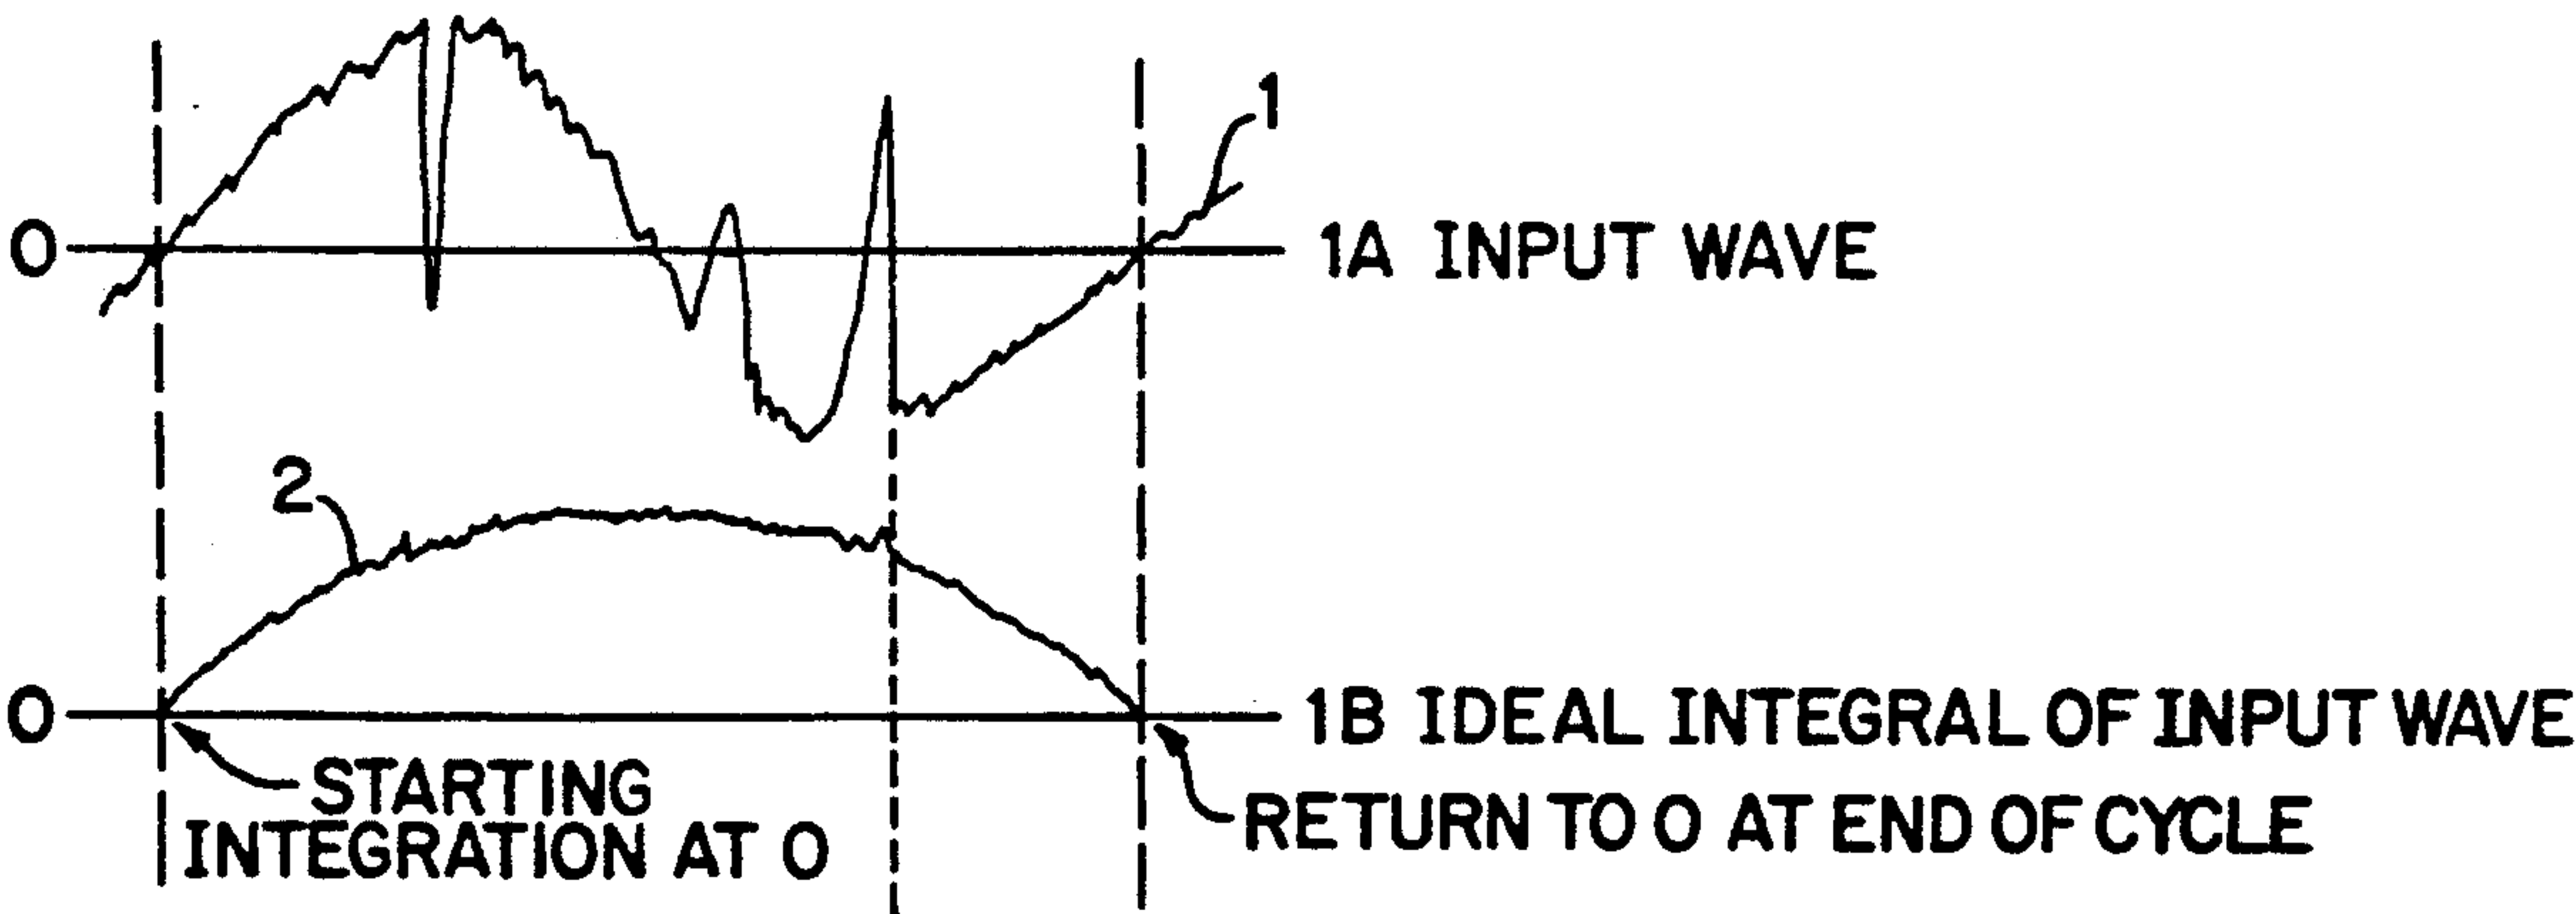 1
0
1A INPUT WAVE
2
0
1B IDEAL INTEGRAL OF INPUT WAVE
STARTING
INTEGRATION AT 0
RETURN TO 0 AT END OF CYCLE